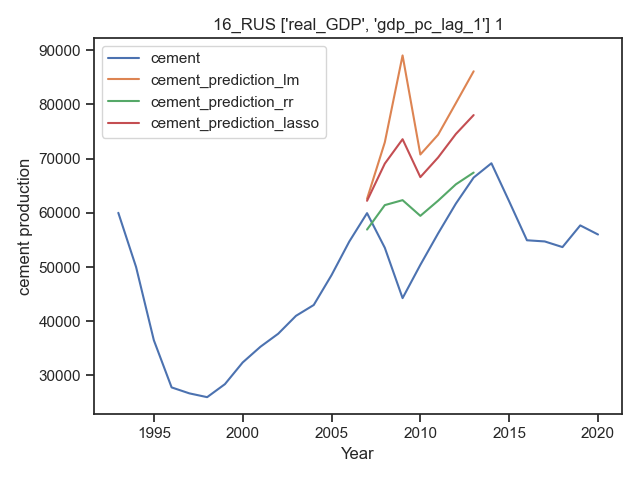 16_RUS ['real_GDP', 'gdp_pc_lag_1'] 1
cement
cement_prediction_lm
cement_prediction_rr
cement_prediction_lasso
90000
80000
70000
60000
50000
40000
30000
cement production
1995
2000
2005
2010
2015
2020
Year